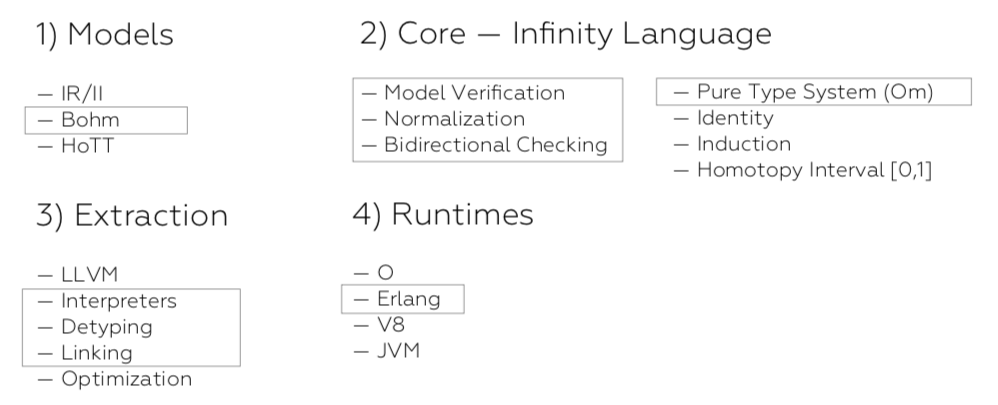 1) Models
— IR/II
— Bohm
— HoTT
2) Core — Infinity Language
— Model Verification
— Normalization
— Bidirectional Checking
— Pure Type System (Om)
— Identity
— Induction
— Homotopy Interval [0,1]
3) Extraction
— LLVM
— Interpreters
— Detyping
— Linking
— Optimization
4) Runtimes
— O
— Erlang
— V8
— JVM